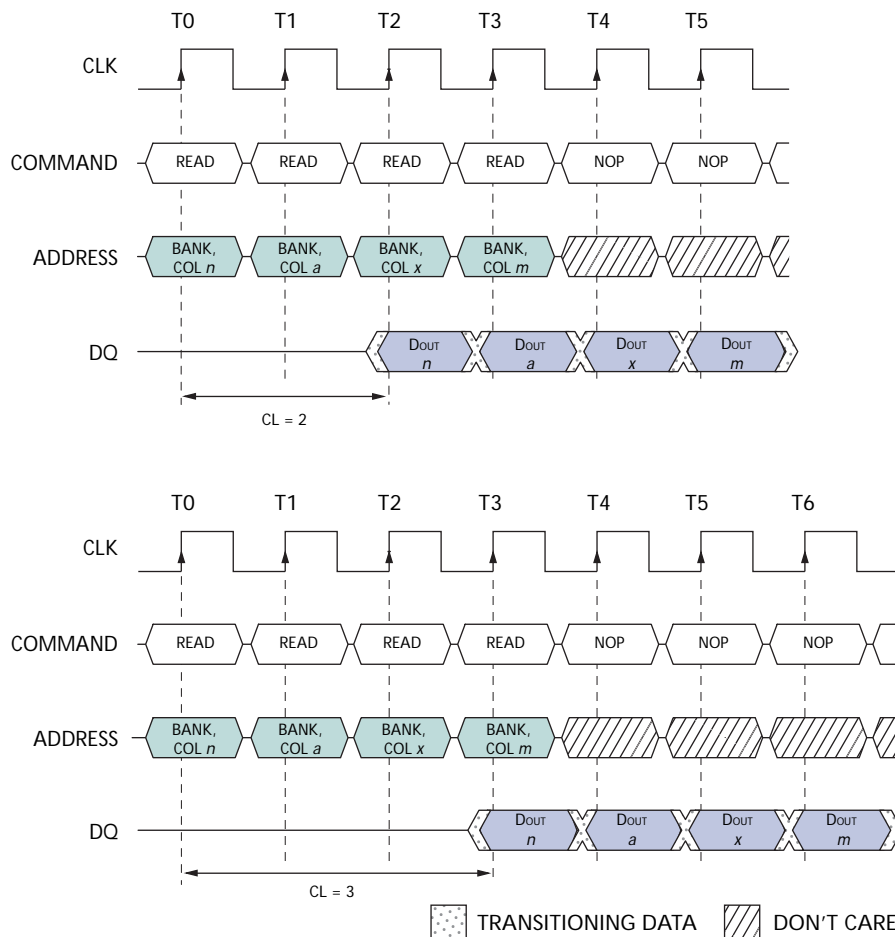 T0 T1 T2 T3 T4 T5
CLK
COMMAND READ READ READ READ NOP NOP
ADDRESS BANK, COL n BANK, COL a BANK, COL x BANK, COL m
DQ DOUT n DOUT a DOUT x DOUT m
CL = 2
T0 T1 T2 T3 T4 T5 T6
CLK
COMMAND READ READ READ READ NOP NOP NOP
ADDRESS BANK, COL n BANK, COL a BANK, COL x BANK, COL m
DQ DOUT n DOUT a DOUT x DOUT m
CL = 3
TRANSITIONING DATA DON'T CARE